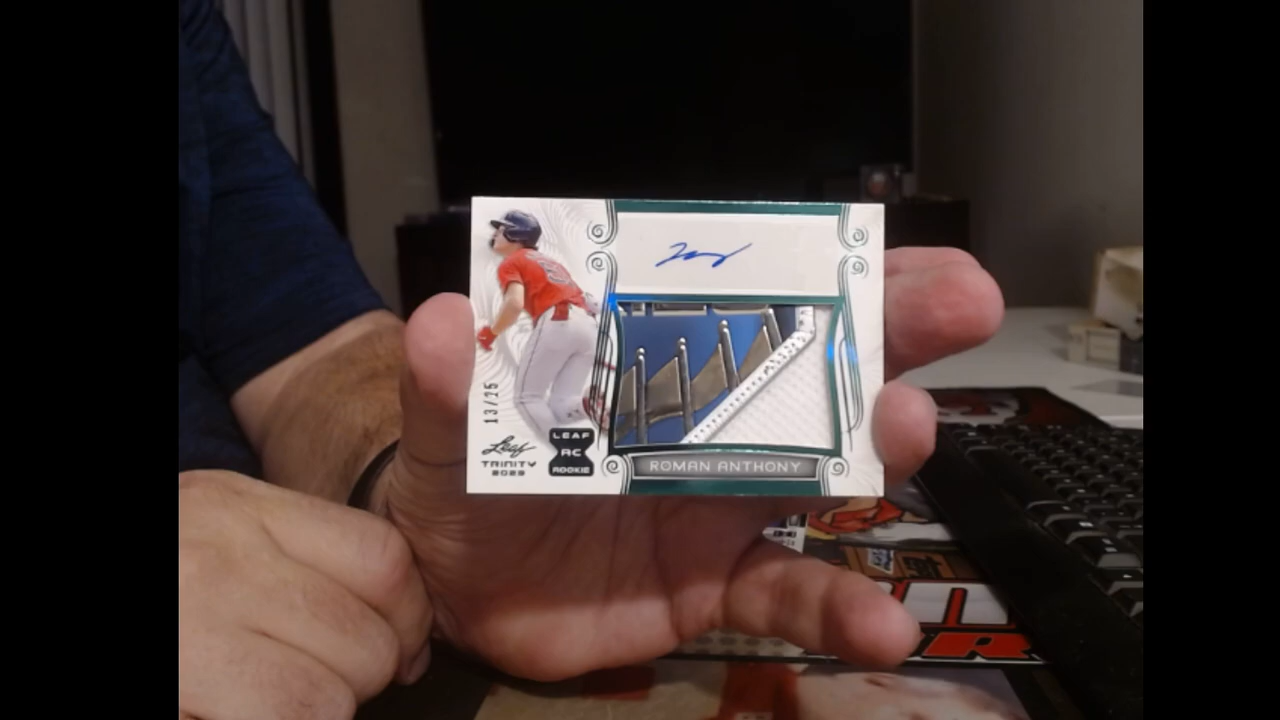 13/25
Leaf
TRINITY
2023
LEAF
RC
ROOKIE
ROMAN ANTHONY
R